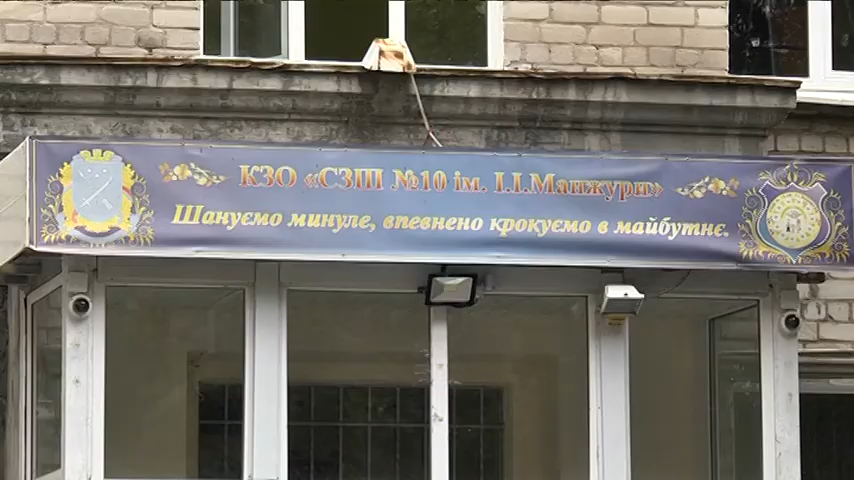 КЗО «СЗШ №10 ім. І.І.Манжури»
Шануємо минуле, впевнено крокуємо в майбутнє.